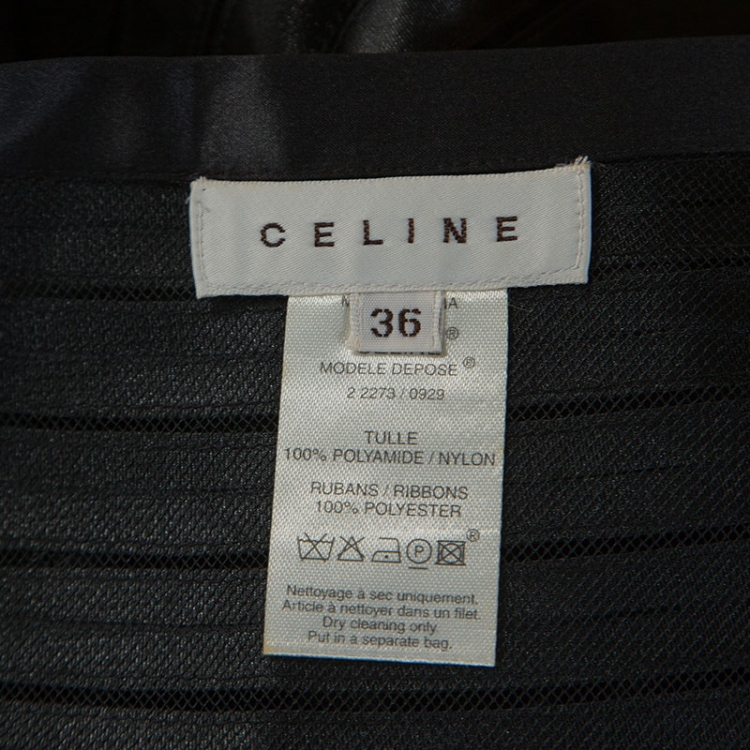 CELINE
36
®
MODELE DEPOSE ®
2 2273 / 0929
TULLE
100% POLYAMIDE / NYLON
RUBANS / RIBBONS
100% POLYESTER
P ®
Nettoyage à sec uniquement.
Article à nettoyer dans un filet.
Dry cleaning only.
Put in a separate bag.